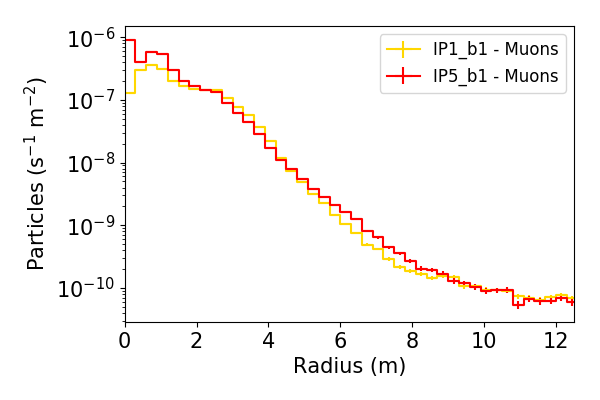 IP1_b1 - Muons
IP5_b1 - Muons
Particles (s⁻¹ m⁻²)
10⁻⁶
10⁻⁷
10⁻⁸
10⁻⁹
10⁻¹⁰
0 2 4 6 8 10 12
Radius (m)